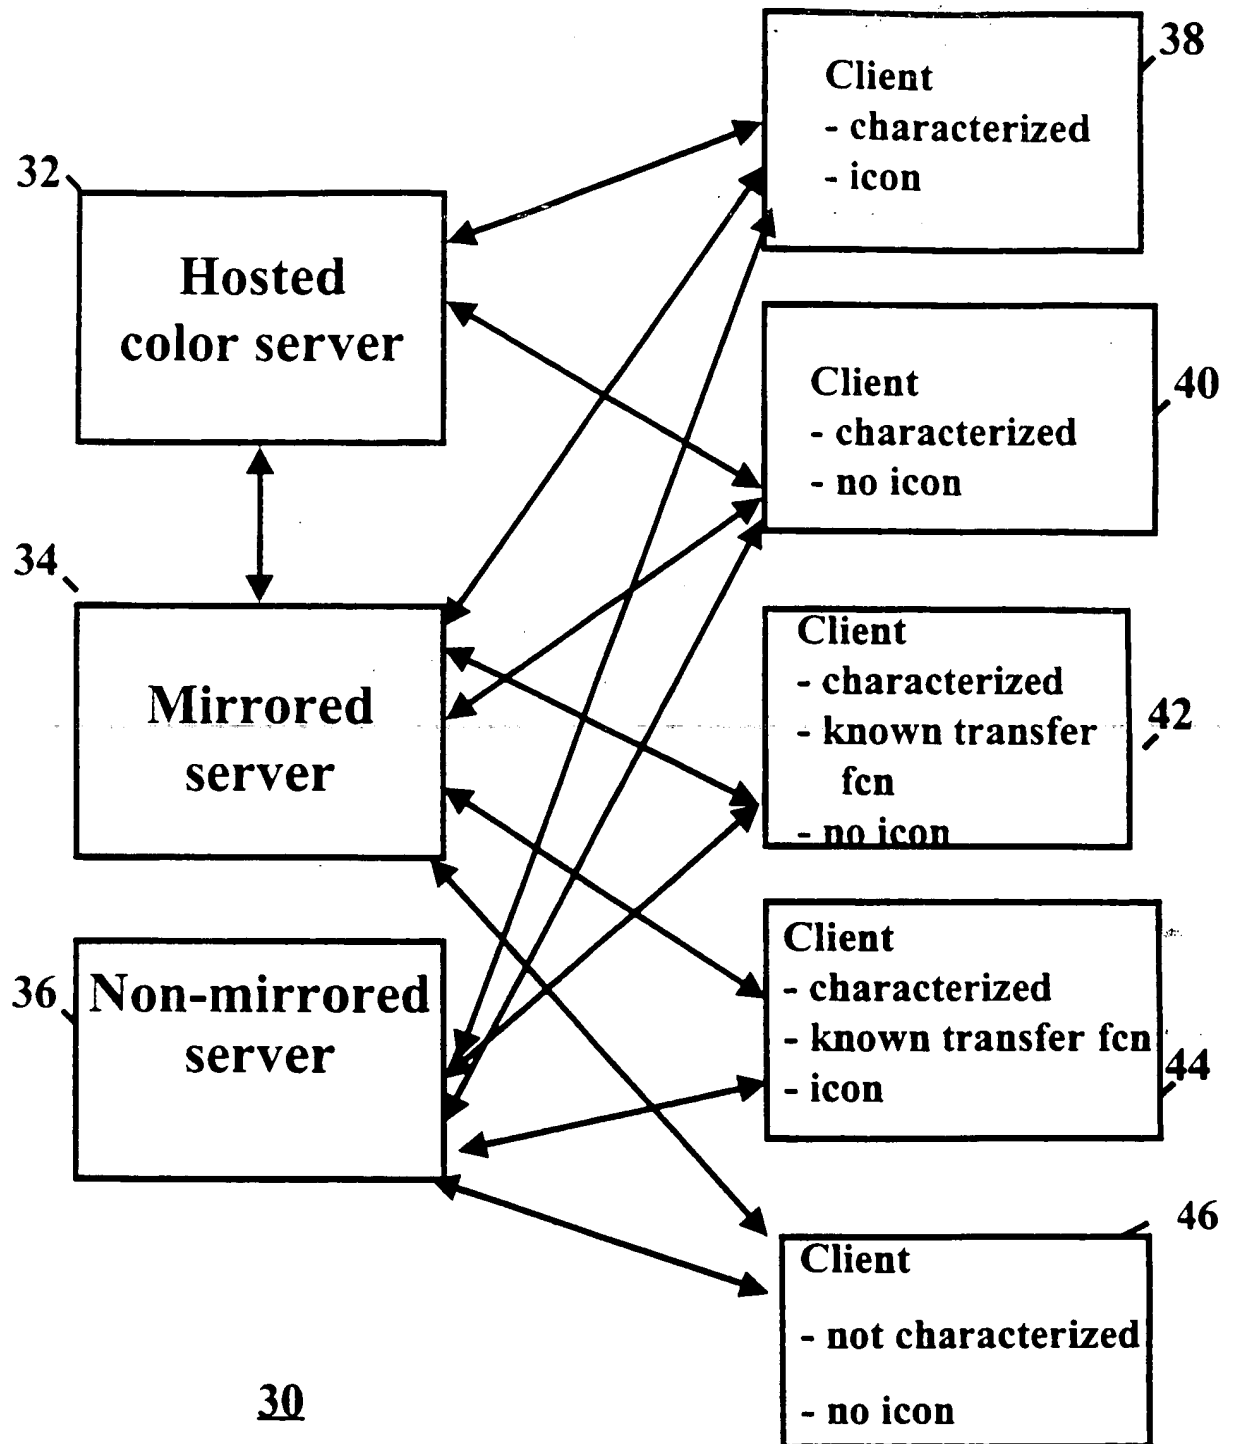 38
Client
- characterized
- icon
32
Hosted
color server
40
Client
- characterized
- no icon
34
Mirrored
server
42
Client
- characterized
- known transfer
fcn
- no icon
36
Non-mirrored
server
44
Client
- characterized
- known transfer fcn
- icon
46
Client
- not characterized
- no icon
30